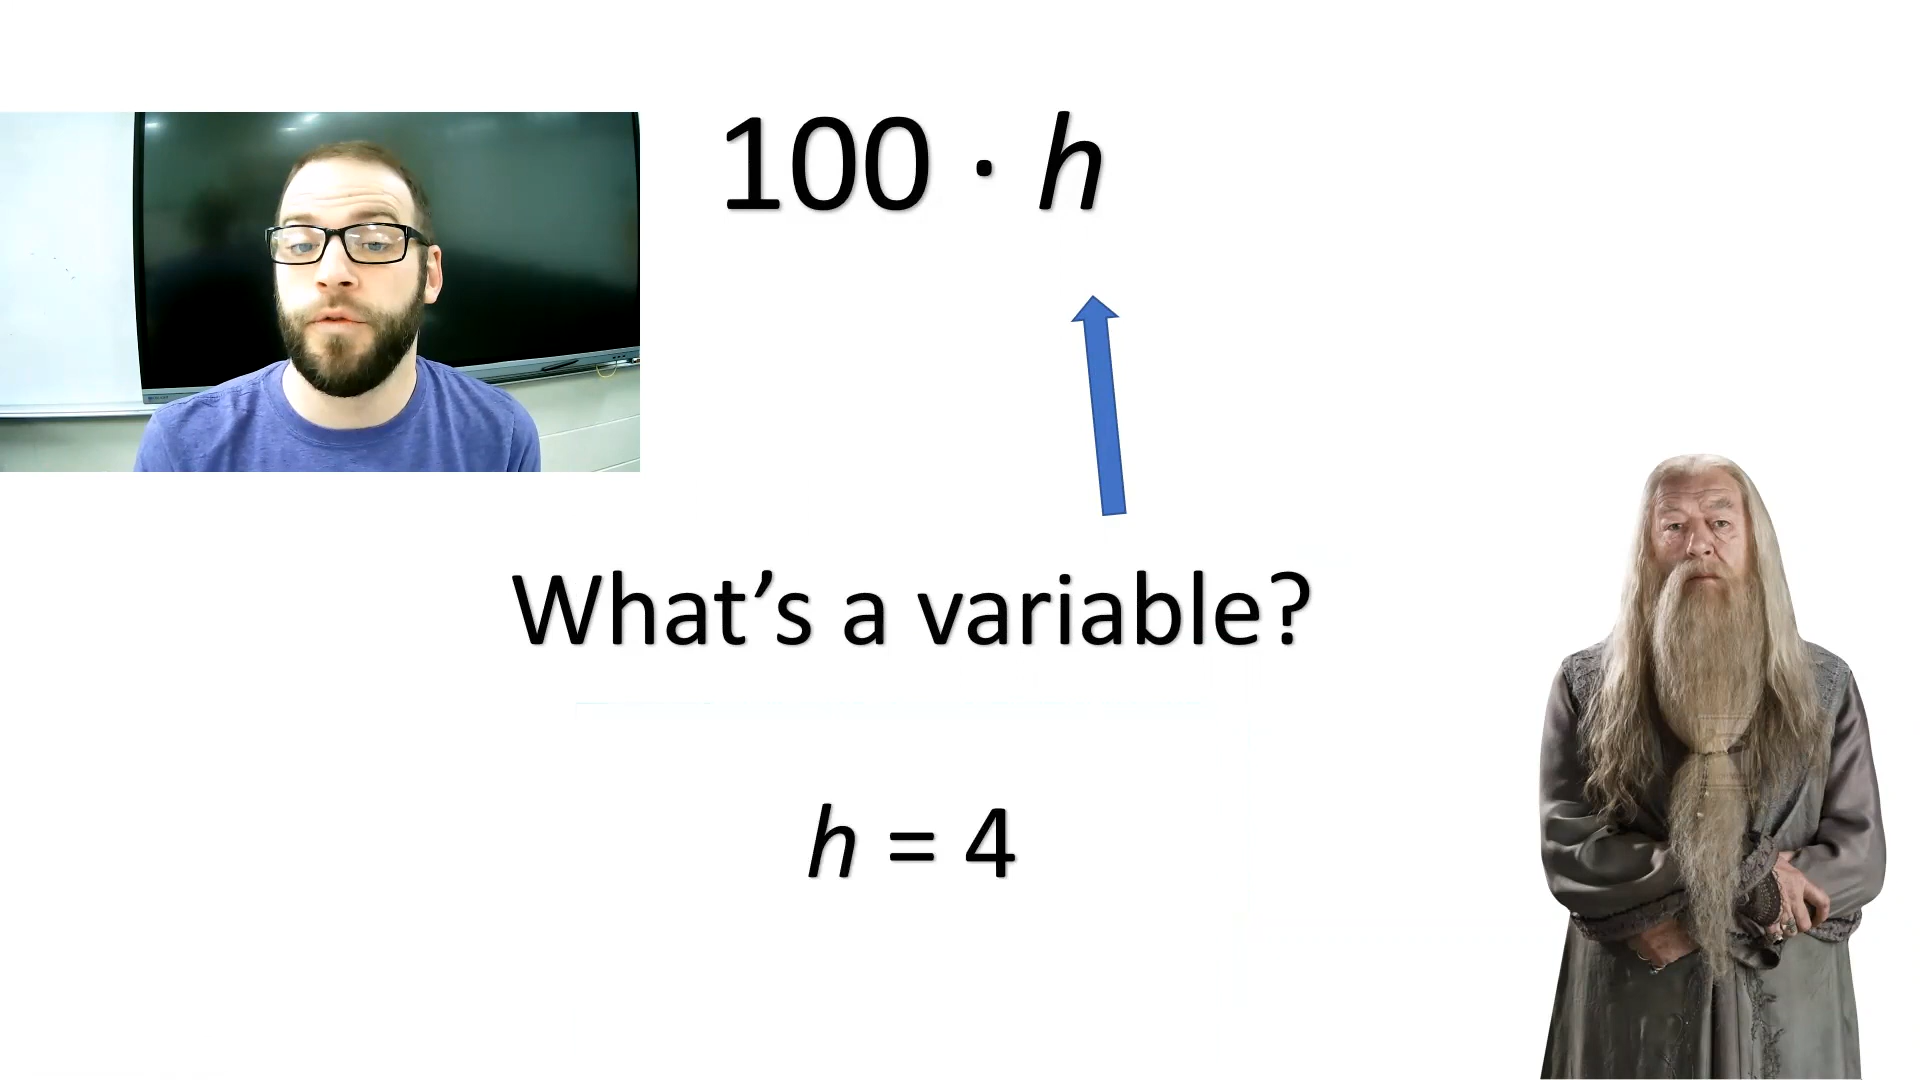 100 · h
What’s a variable?
h = 4